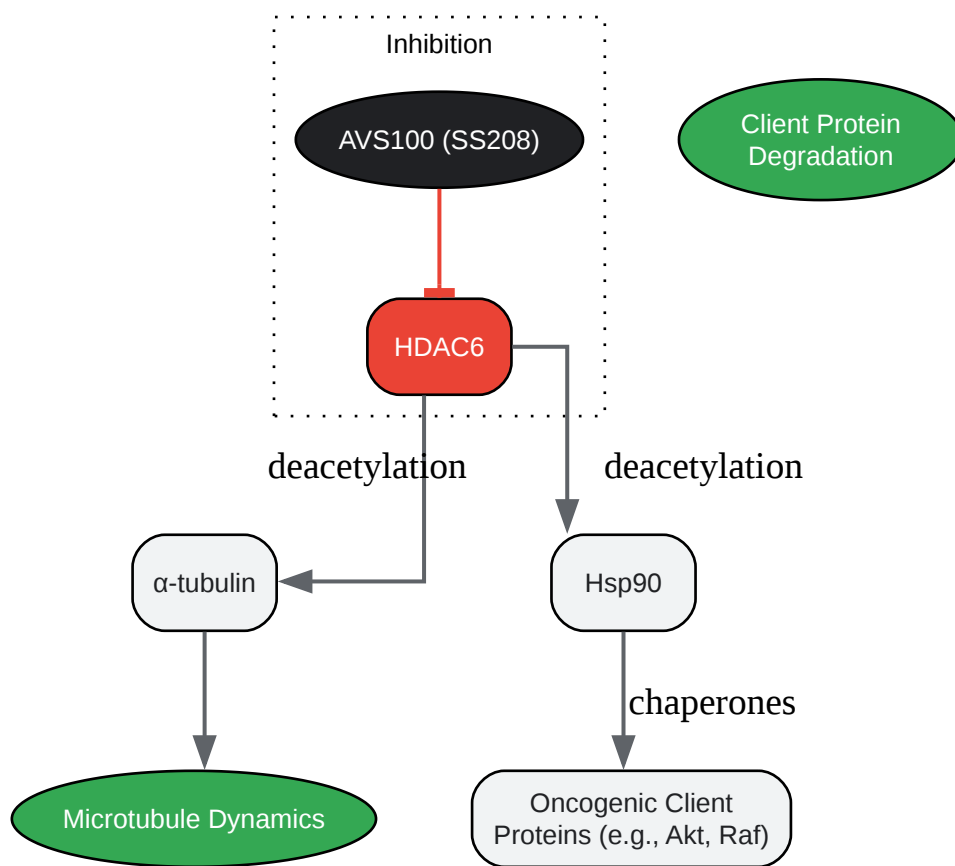 Inhibition
AVS100 (SS208)
Client Protein
Degradation
HDAC6
deacetylation
deacetylation
α-tubulin
Hsp90
chaperones
Microtubule Dynamics
Oncogenic Client
Proteins (e.g., Akt, Raf)